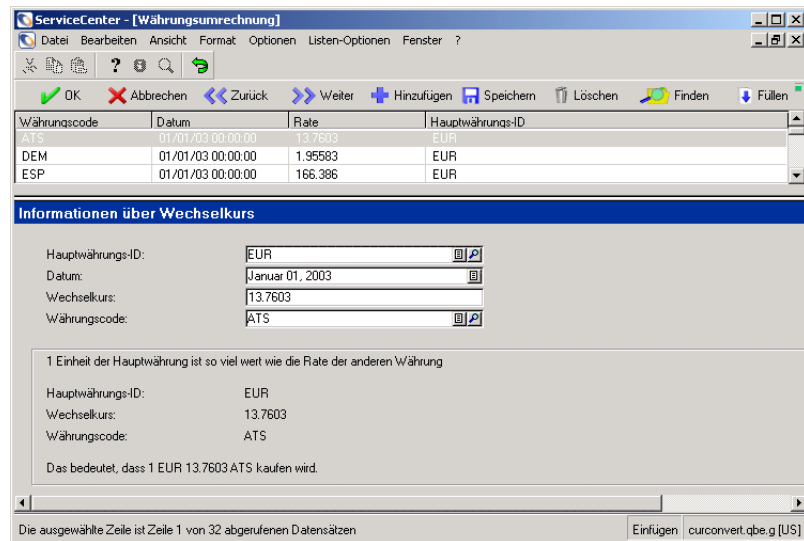 ServiceCenter - [Währungsumrechnung]
Datei Bearbeiten Ansicht Format Optionen Listen-Optionen Fenster ?
OK Abbrechen Zurück Weiter Hinzufügen Speichern Löschen Finden Füllen
Währungscode Datum Rate Hauptwährungs-ID
ATS 01/01/03 00:00:00 13.7603 EUR
DEM 01/01/03 00:00:00 1.95583 EUR
ESP 01/01/03 00:00:00 166.386 EUR
Informationen über Wechselkurs
Hauptwährungs-ID: EUR
Datum: Januar 01, 2003
Wechselkurs: 13.7603
Währungscode: ATS
1 Einheit der Hauptwährung ist so viel wert wie die Rate der anderen Währung
Hauptwährungs-ID: EUR
Wechselkurs: 13.7603
Währungscode: ATS
Das bedeutet, dass 1 EUR 13.7603 ATS kaufen wird.
Die ausgewählte Zeile ist Zeile 1 von 32 abgerufenen Datensätzen Einfügen curconvert.qbe.g [US]